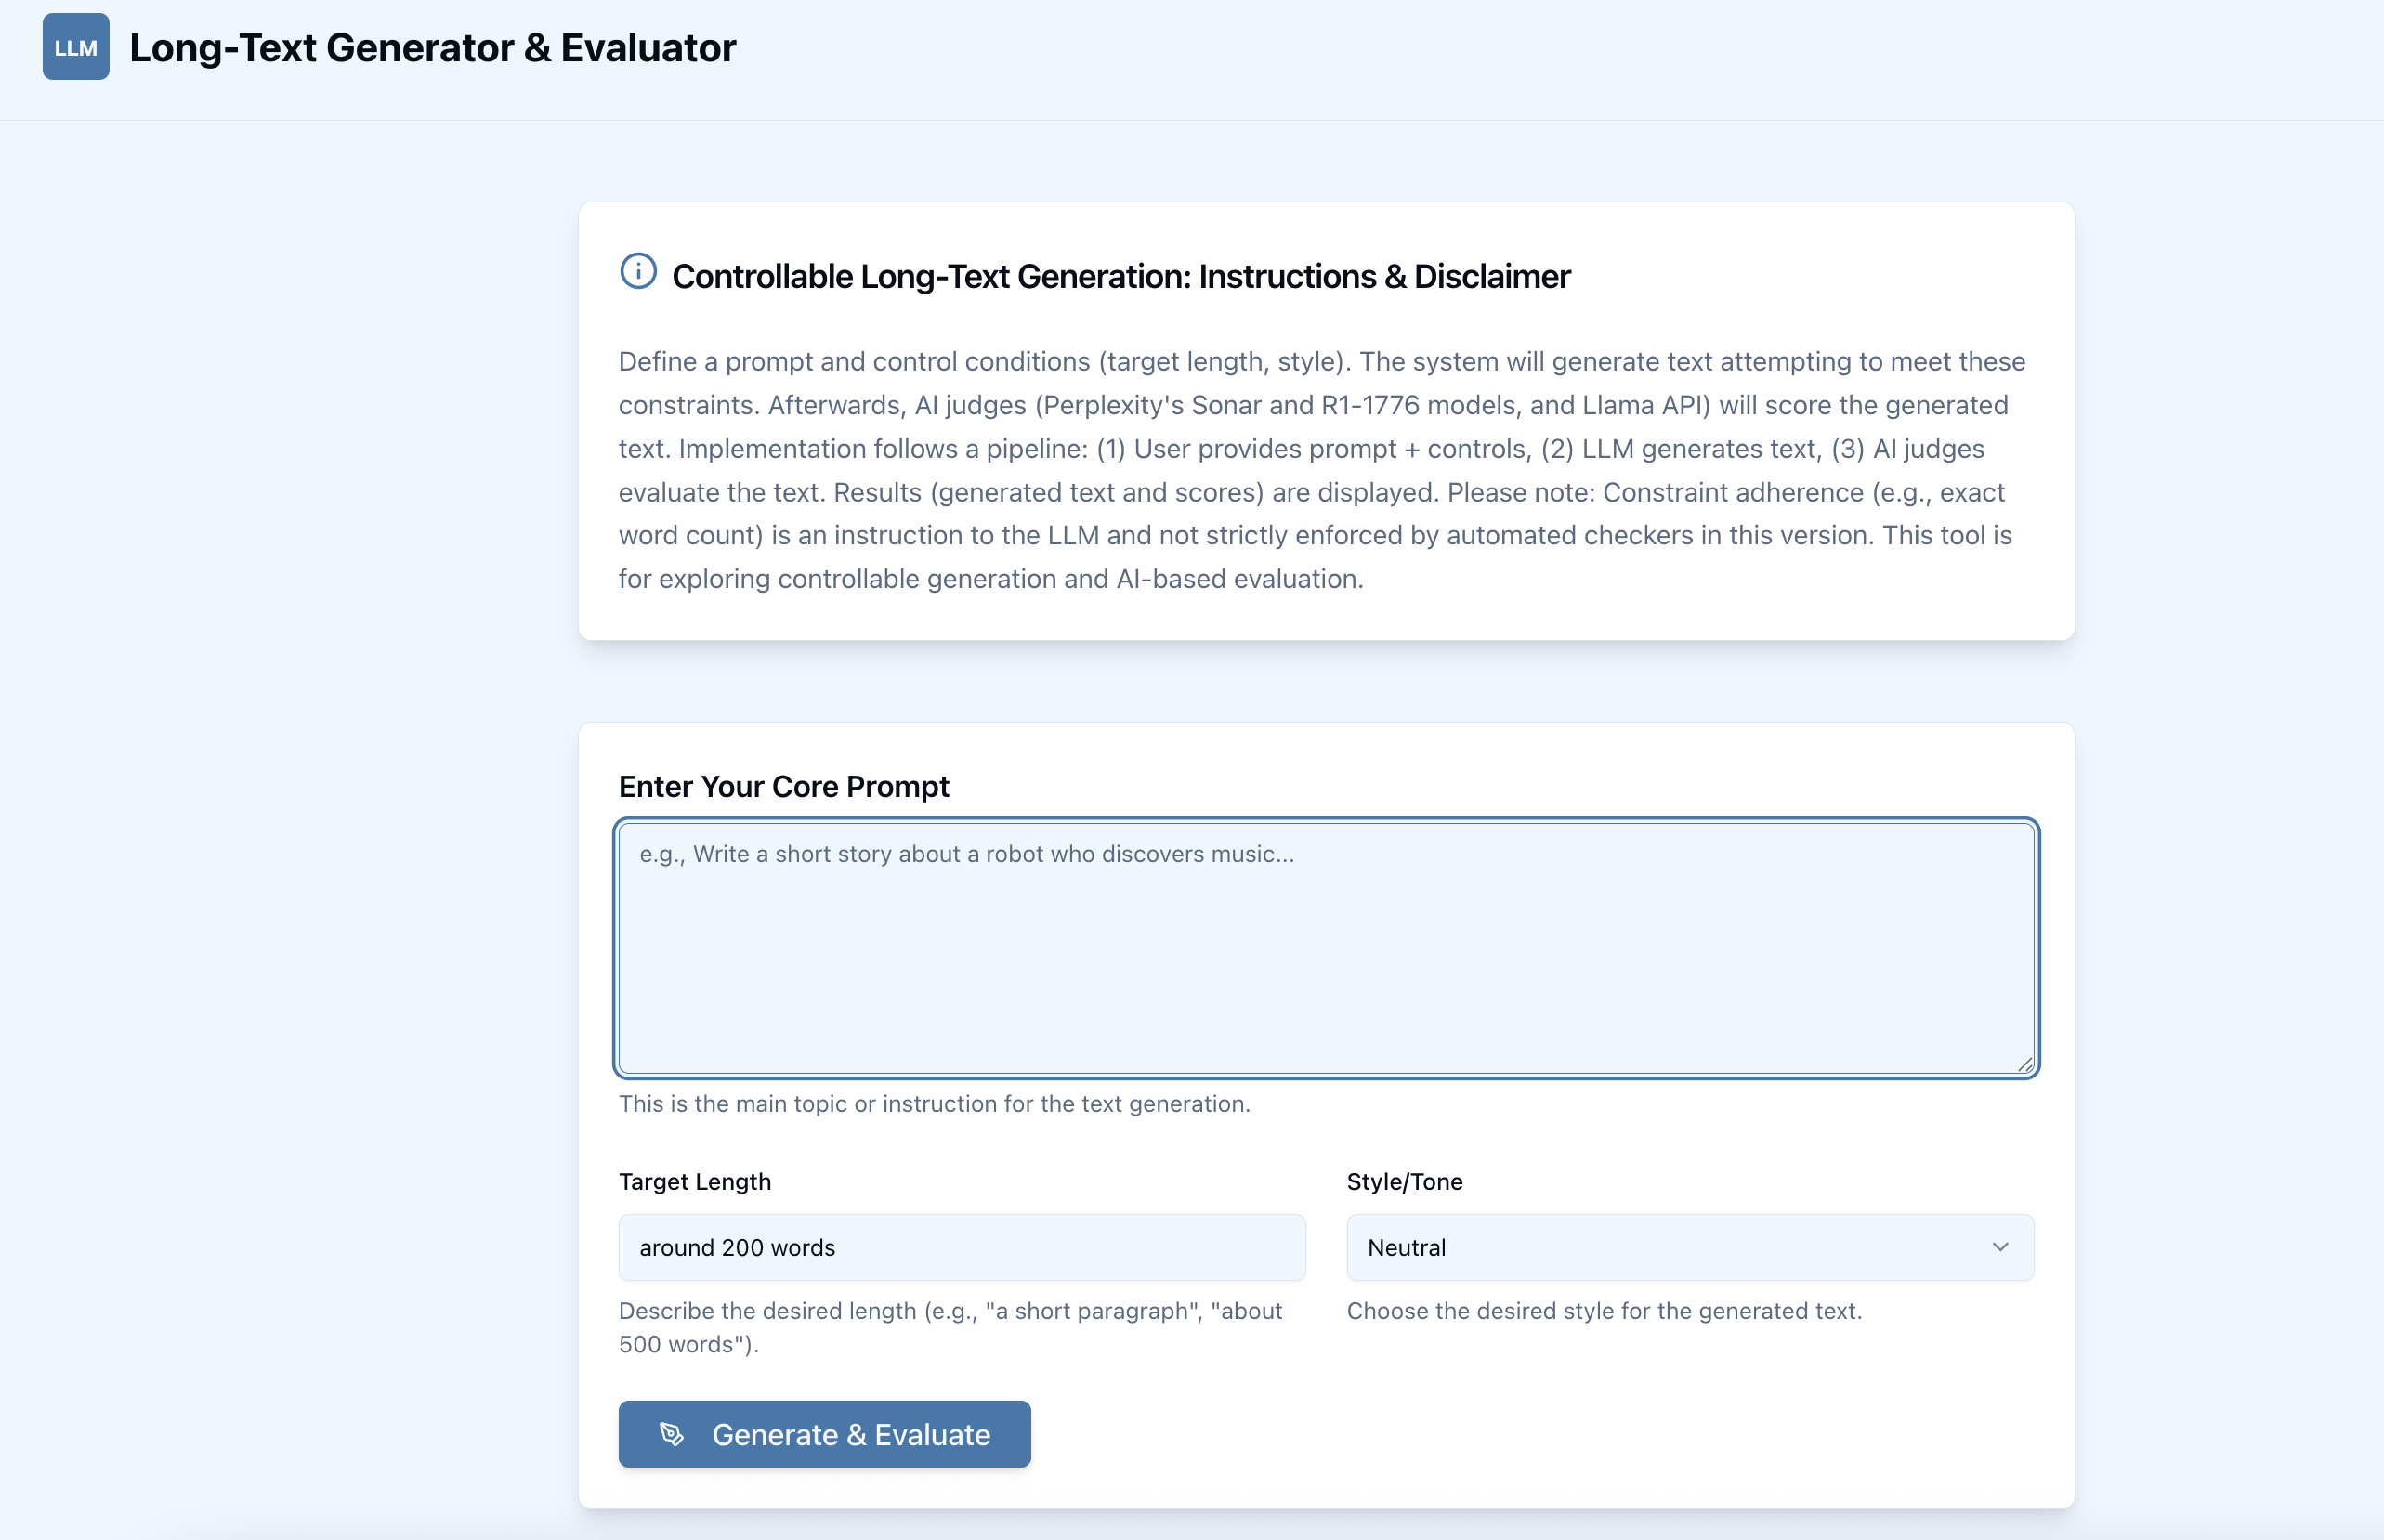 LLM
Long-Text Generator & Evaluator
Controllable Long-Text Generation: Instructions & Disclaimer
Define a prompt and control conditions (target length, style). The system will generate text attempting to meet these
constraints. Afterwards, AI judges (Perplexity's Sonar and R1-1776 models, and Llama API) will score the generated
text. Implementation follows a pipeline: (1) User provides prompt + controls, (2) LLM generates text, (3) AI judges
evaluate the text. Results (generated text and scores) are displayed. Please note: Constraint adherence (e.g., exact
word count) is an instruction to the LLM and not strictly enforced by automated checkers in this version. This tool is
for exploring controllable generation and AI-based evaluation.
Enter Your Core Prompt
e.g., Write a short story about a robot who discovers music...
This is the main topic or instruction for the text generation.
Target Length
around 200 words
Describe the desired length (e.g., "a short paragraph", "about
500 words").
Style/Tone
Neutral
Choose the desired style for the generated text.
Generate & Evaluate